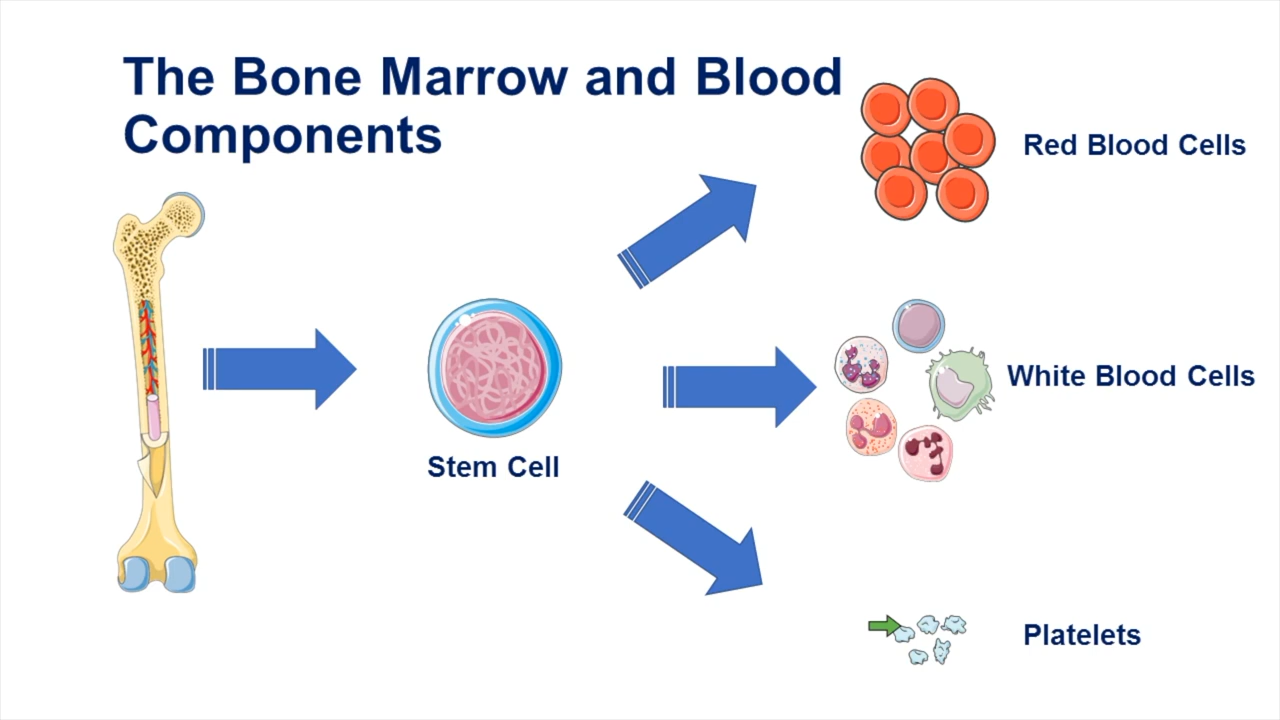 The Bone Marrow and Blood
Components
Red Blood Cells
White Blood Cells
Stem Cell
Platelets